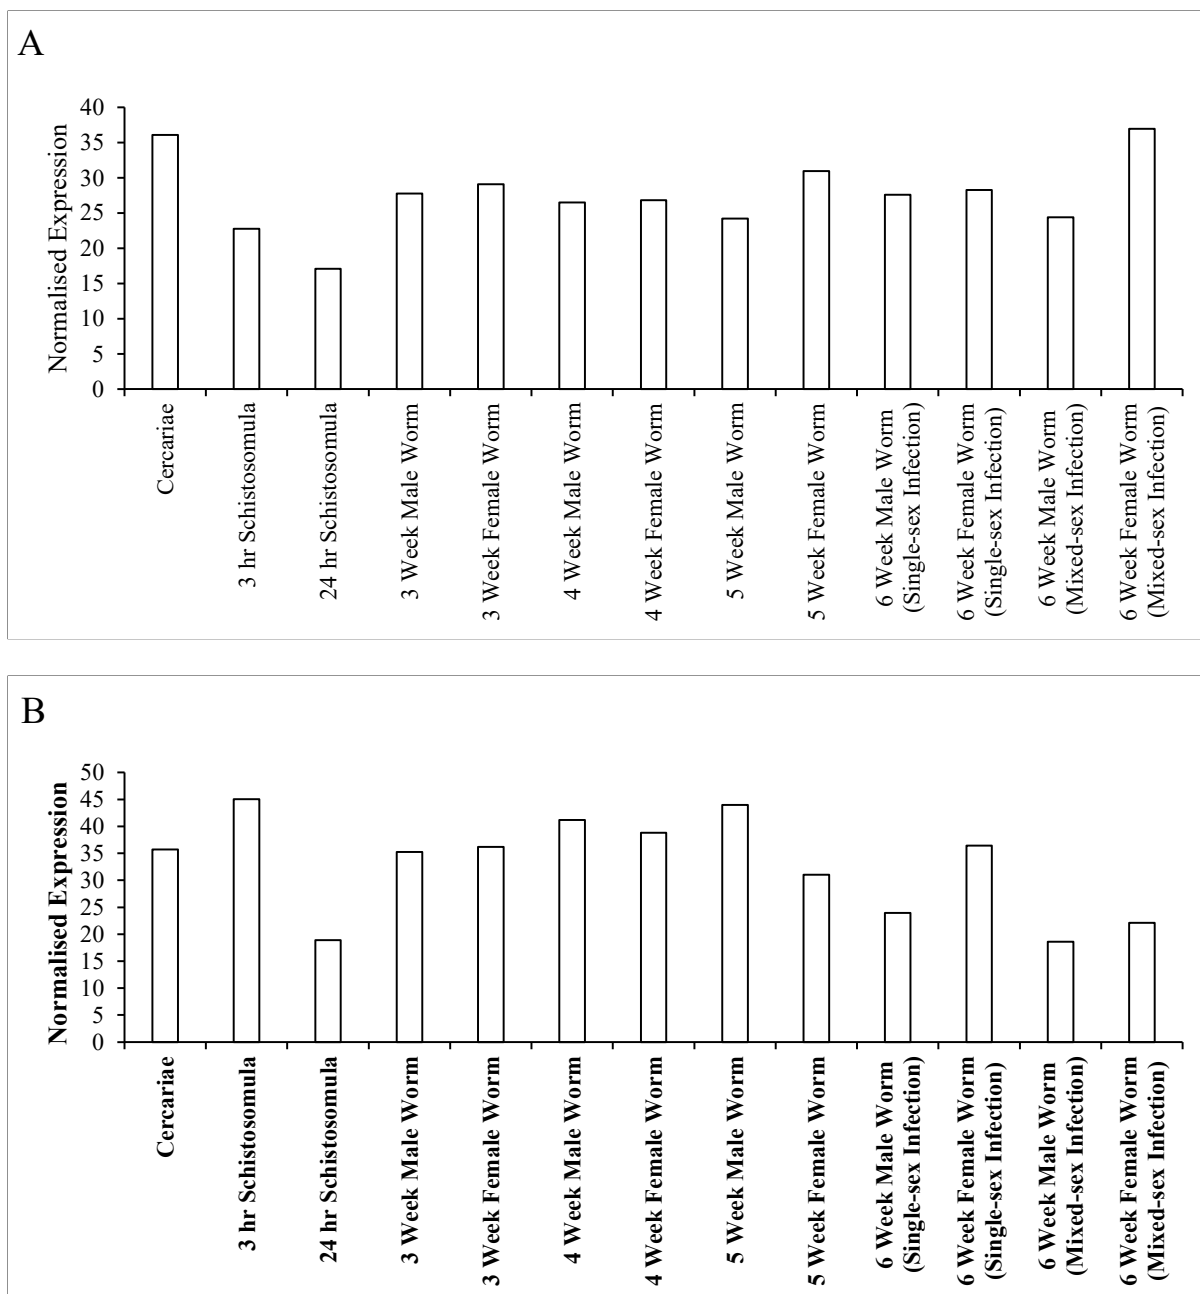 A
Normalised Expression
40
35
30
25
20
15
10
5
0
Cercariae
3 hr Schistosomula
24 hr Schistosomula
3 Week Male Worm
3 Week Female Worm
4 Week Male Worm
4 Week Female Worm
5 Week Male Worm
5 Week Female Worm
6 Week Male Worm
(Single-sex Infection)
6 Week Female Worm
(Single-sex Infection)
6 Week Male Worm
(Mixed-sex Infection)
6 Week Female Worm
(Mixed-sex Infection)
B
Normalised Expression
50
45
40
35
30
25
20
15
10
5
0
Cercariae
3 hr Schistosomula
24 hr Schistosomula
3 Week Male Worm
3 Week Female Worm
4 Week Male Worm
4 Week Female Worm
5 Week Male Worm
5 Week Female Worm
6 Week Male Worm
(Single-sex Infection)
6 Week Female Worm
(Single-sex Infection)
6 Week Male Worm
(Mixed-sex Infection)
6 Week Female Worm
(Mixed-sex Infection)